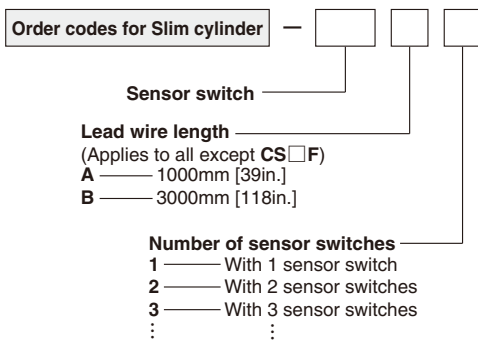 Order codes for Slim cylinder —
Sensor switch
Lead wire length
(Applies to all except CS□F)
A —— 1000mm [39in.]
B —— 3000mm [118in.]
Number of sensor switches
1 —— With 1 sensor switch
2 —— With 2 sensor switches
3 —— With 3 sensor switches
⋮ ⋮